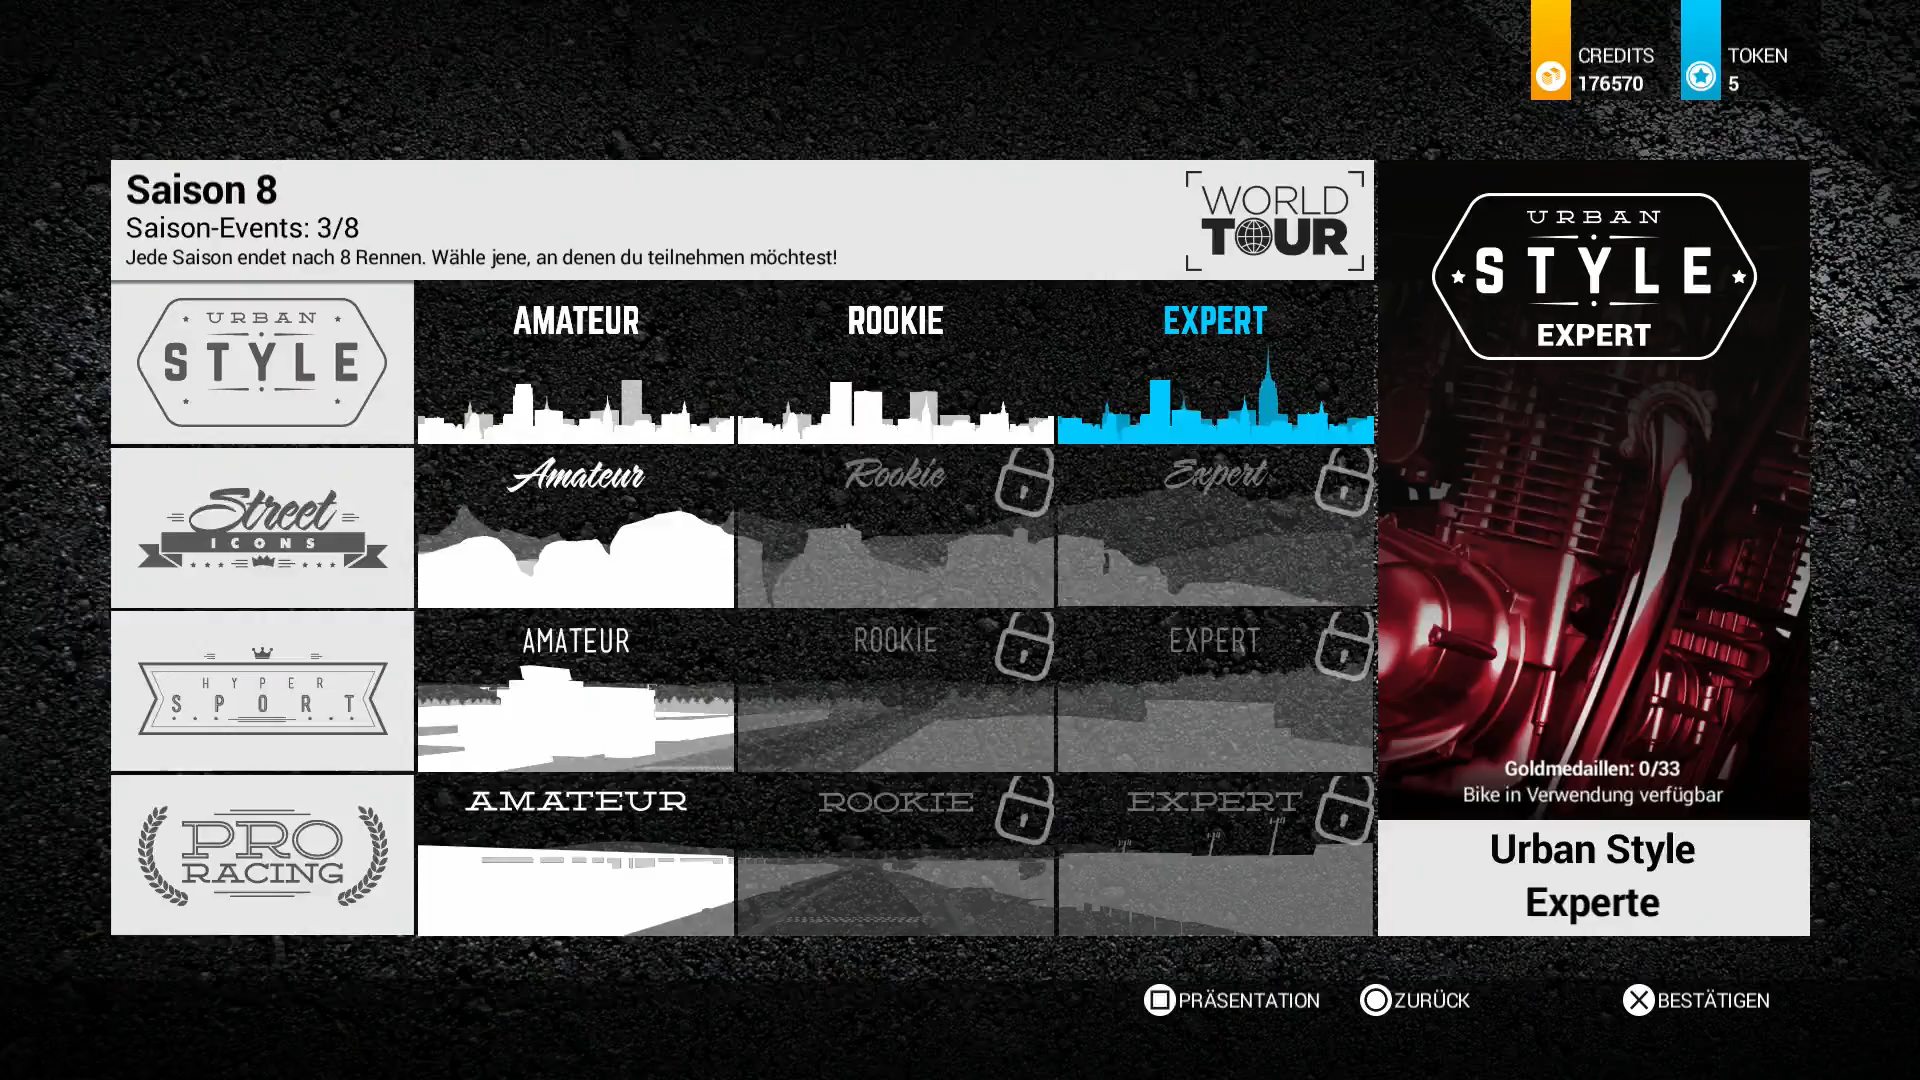 CREDITS
176570
TOKEN
5
Saison 8
Saison-Events: 3/8
Jede Saison endet nach 8 Rennen. Wähle jene, an denen du teilnehmen möchtest!
WORLD
TOUR
URBAN
STYLE
AMATEUR
ROOKIE
EXPERT
Street
ICONS
Amateur
Rookie
Expert
HYPER
SPORT
AMATEUR
ROOKIE
EXPERT
PRO
RACING
AMATEUR
ROOKIE
EXPERT
URBAN
STYLE
EXPERT
Goldmedaillen: 0/33
Bike in Verwendung verfügbar
Urban Style
Experte
PRÄSENTATION
ZURÜCK
BESTÄTIGEN